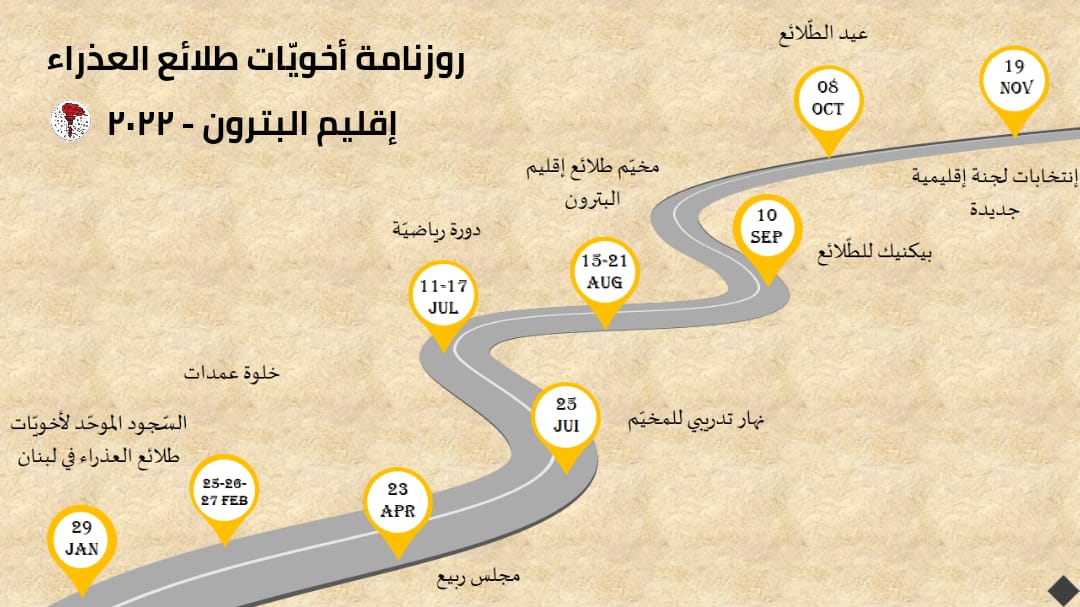 روزنامة أخويّات طلائع العذراء
إقليم البترون - ٢٠٢٢
29
JAN
السّجود الموحّد لأخويّات
طلائع العذراء في لبنان
25-26-
27 FEB
خلوة عمدات
23
APR
مجلس ربيع
25
JUI
نهار تدريبي للمخيّم
11-17
JUL
دورة رياضيّة
15-21
AUG
مخيّم طلائع إقليم
البترون
10
SEP
بيكنيك للطّلائع
08
OCT
عيد الطّلائع
19
NOV
إنتخابات لجنة إقليمية
جديدة